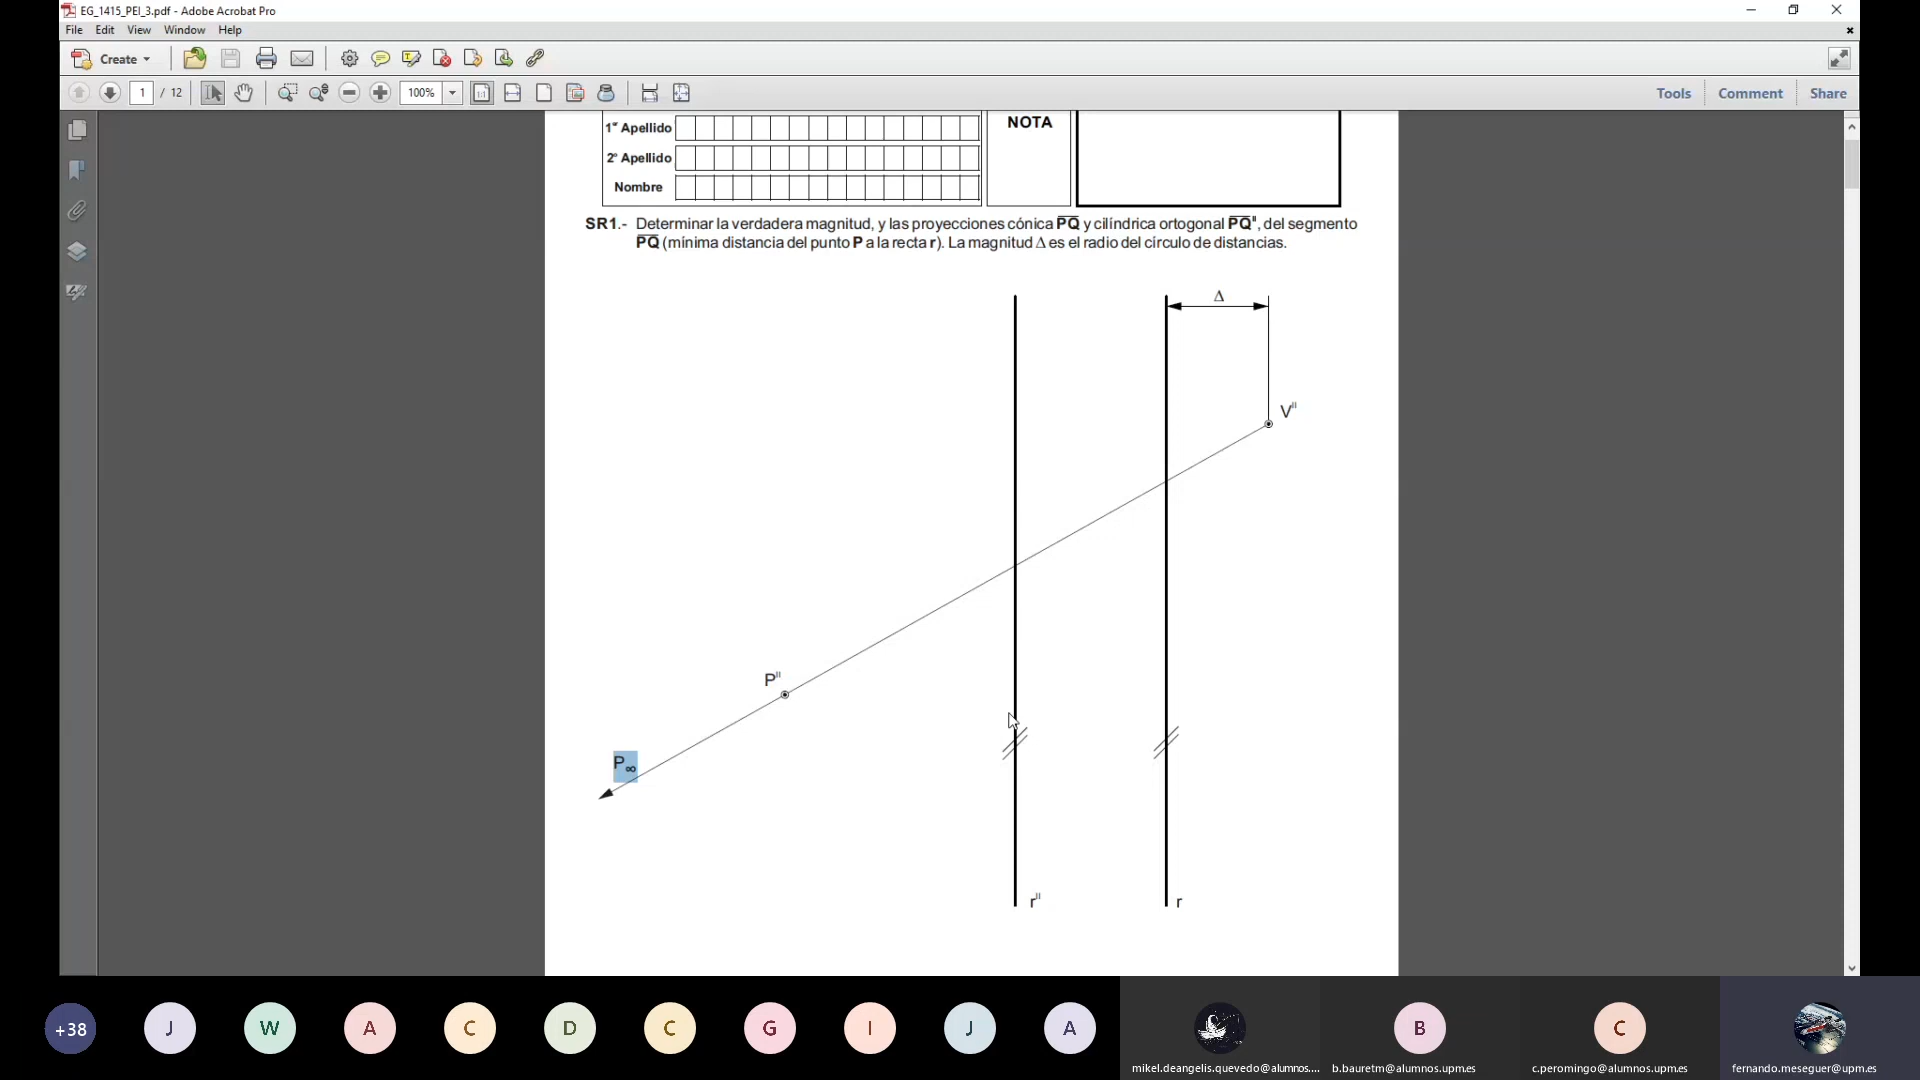 EG_1415_PEI_3.pdf - Adobe Acrobat Pro
File Edit View Window Help
Create
1 / 12
100%
Tools Comment Share
1er Apellido
2º Apellido
Nombre
NOTA
SR1.- Determinar la verdadera magnitud, y las proyecciones cónica PQ y cilíndrica ortogonal PQ", del segmento
PQ (mínima distancia del punto P a la recta r). La magnitud Δ es el radio del círculo de distancias.
Δ
V"
P"
P∞
r"
r
+38
J
W
A
C
D
C
G
I
J
A
B
C
mikel.deangelis.quevedo@alumnos....
b.bauretm@alumnos.upm.es
c.peromingo@alumnos.upm.es
fernando.meseguer@upm.es